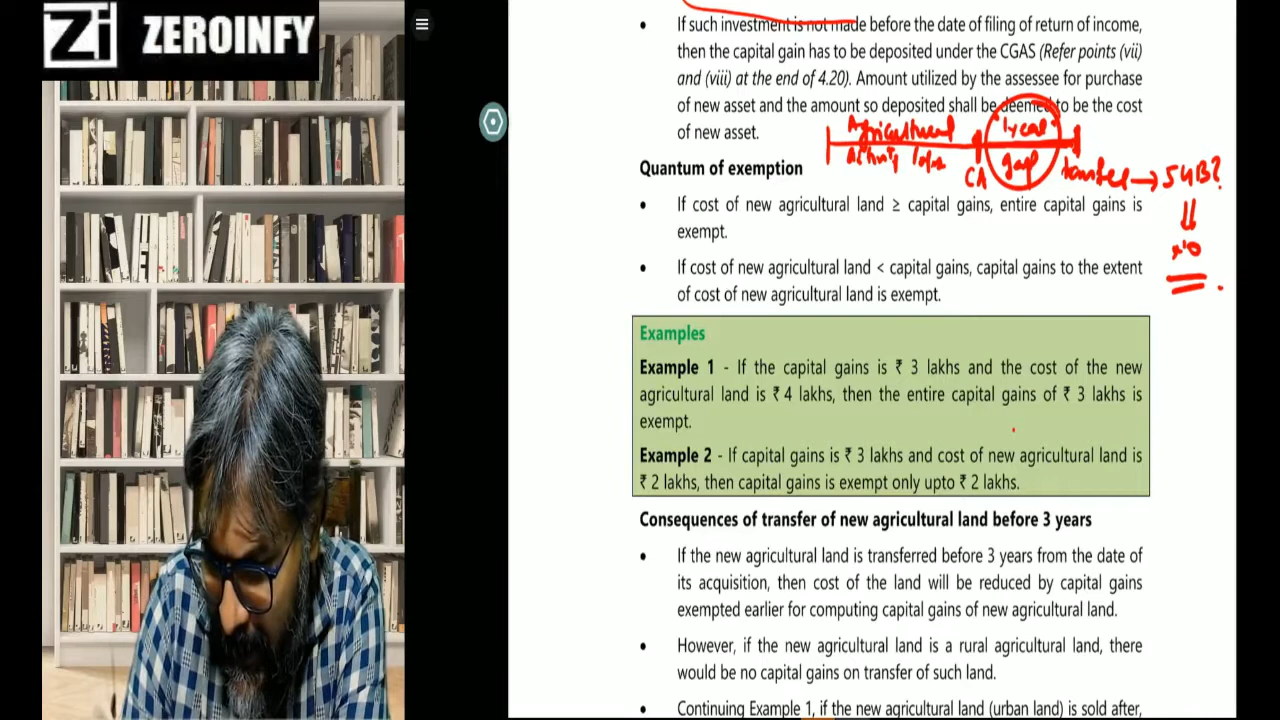 Zi ZEROINFY
• If such investment is not made before the date of filing of return of income,
then the capital gain has to be deposited under the CGAS (Refer points (vii)
and (viii) at the end of 4.20). Amount utilized by the assessee for purchase
of new asset and the amount so deposited shall be deemed to be the cost
of new asset.
Agricultural
1 year
gap
CA
transfer → 54B?
Quantum of exemption
• If cost of new agricultural land ≥ capital gains, entire capital gains is
exempt.
• If cost of new agricultural land < capital gains, capital gains to the extent
of cost of new agricultural land is exempt.
Examples
Example 1 - If the capital gains is ₹ 3 lakhs and the cost of the new
agricultural land is ₹ 4 lakhs, then the entire capital gains of ₹ 3 lakhs is
exempt.
Example 2 - If capital gains is ₹ 3 lakhs and cost of new agricultural land is
₹ 2 lakhs, then capital gains is exempt only upto ₹ 2 lakhs.
Consequences of transfer of new agricultural land before 3 years
• If the new agricultural land is transferred before 3 years from the date of
its acquisition, then cost of the land will be reduced by capital gains
exempted earlier for computing capital gains of new agricultural land.
• However, if the new agricultural land is a rural agricultural land, there
would be no capital gains on transfer of such land.
• Continuing Example 1, if the new agricultural land (urban land) is sold after,